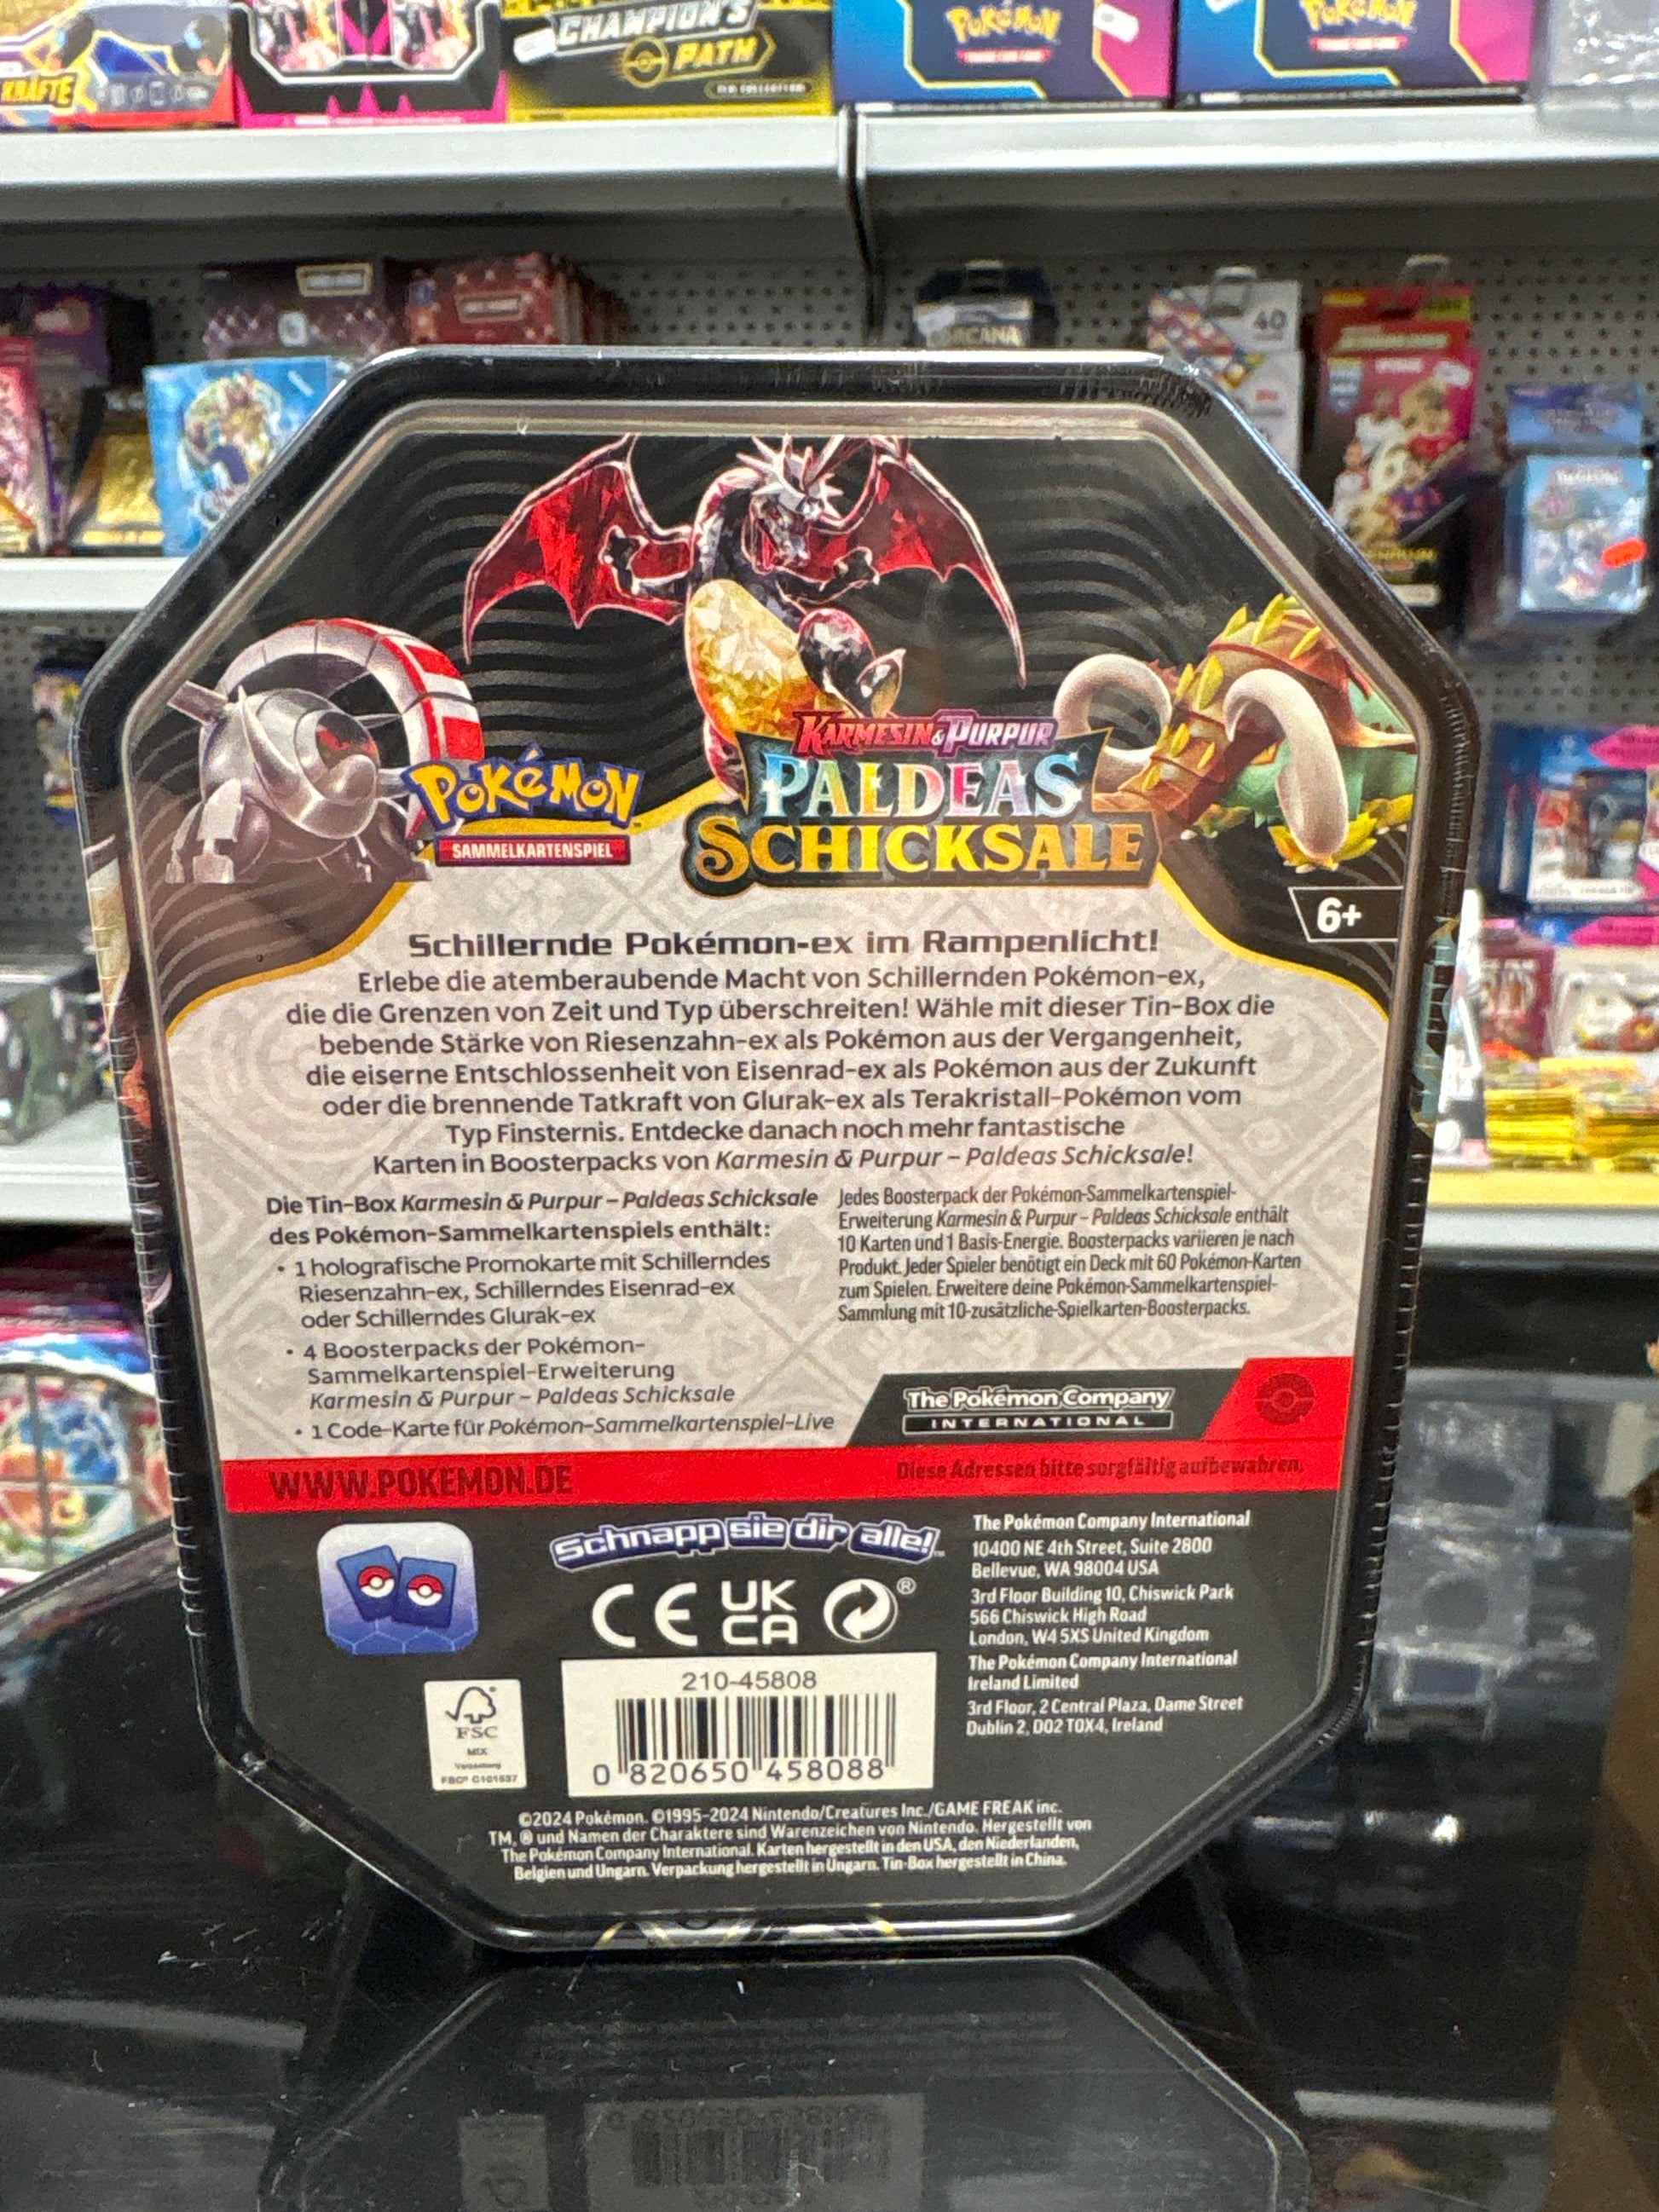 KRÄFTE
CHAMPION'S
PATH
POKÉMON
POKÉMON
ARCANA
40
KARMESIN & PURPUR
PALDEAS
SCHICKSALE
POKÉMON
SAMMELKARTENSPIEL
6+
Schillernde Pokémon-ex im Rampenlicht!
Erlebe die atemberaubende Macht von Schillernden Pokémon-ex,
die die Grenzen von Zeit und Typ überschreiten! Wähle mit dieser Tin-Box die
bebende Stärke von Riesenzahn-ex als Pokémon aus der Vergangenheit,
die eiserne Entschlossenheit von Eisenrad-ex als Pokémon aus der Zukunft
oder die brennende Tatkraft von Glurak-ex als Terakristall-Pokémon vom
Typ Finsternis. Entdecke danach noch mehr fantastische
Karten in Boosterpacks von Karmesin & Purpur – Paldeas Schicksale!
Die Tin-Box Karmesin & Purpur – Paldeas Schicksale
des Pokémon-Sammelkartenspiels enthält:
• 1 holografische Promokarte mit Schillerndes
Riesenzahn-ex, Schillerndes Eisenrad-ex
oder Schillerndes Glurak-ex
• 4 Boosterpacks der Pokémon-
Sammelkartenspiel-Erweiterung
Karmesin & Purpur – Paldeas Schicksale
• 1 Code-Karte für Pokémon-Sammelkartenspiel-Live
Jedes Boosterpack der Pokémon-Sammelkartenspiel-
Erweiterung Karmesin & Purpur – Paldeas Schicksale enthält
10 Karten und 1 Basis-Energie. Boosterpacks variieren je nach
Produkt. Jeder Spieler benötigt ein Deck mit 60 Pokémon-Karten
zum Spielen. Erweitere deine Pokémon-Sammelkartenspiel-
Sammlung mit 10-zusätzliche-Spielkarten-Boosterpacks.
The Pokémon Company
INTERNATIONAL
WWW.POKEMON.DE
Diese Adressen bitte sorgfältig aufbewahren.
Schnapp sie dir alle!™
CE UK CA ®
The Pokémon Company International
10400 NE 4th Street, Suite 2800
Bellevue, WA 98004 USA
3rd Floor Building 10, Chiswick Park
566 Chiswick High Road
London, W4 5XS United Kingdom
The Pokémon Company International
Ireland Limited
3rd Floor, 2 Central Plaza, Dame Street
Dublin 2, D02 T0X4, Ireland
FSC
MIX
Verpackung
FSC® C101537
210-45808
0 820650 458088
©2024 Pokémon. ©1995–2024 Nintendo/Creatures Inc./GAME FREAK inc.
TM, ® und Namen der Charaktere sind Warenzeichen von Nintendo. Hergestellt von
The Pokémon Company International. Karten hergestellt in den USA, den Niederlanden,
Belgien und Ungarn. Verpackung hergestellt in Ungarn. Tin-Box hergestellt in China.